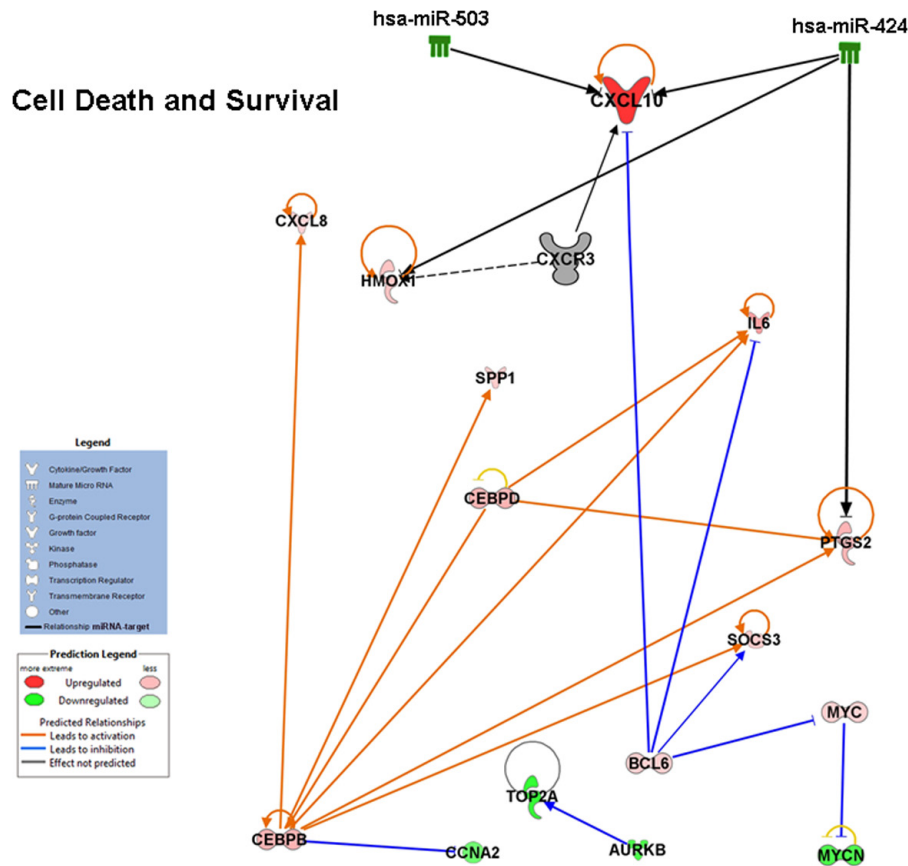 hsa-miR-503
hsa-miR-424
Cell Death and Survival
CXCL10
CXCL8
HMOX1
CXCR3
IL6
SPP1
CEBPD
PTGS2
SOCS3
MYC
BCL6
TOP2A
CEBPB
CCNA2
AURKB
MYCN
Legend
Cytokine/Growth Factor
Mature Micro RNA
Enzyme
G-protein Coupled Receptor
Growth factor
Kinase
Phosphatase
Transcription Regulator
Transmembrane Receptor
Other
Relationship miRNA-target
Prediction Legend
more extreme less
Upregulated
Downregulated
Predicted Relationships
Leads to activation
Leads to inhibition
Effect not predicted